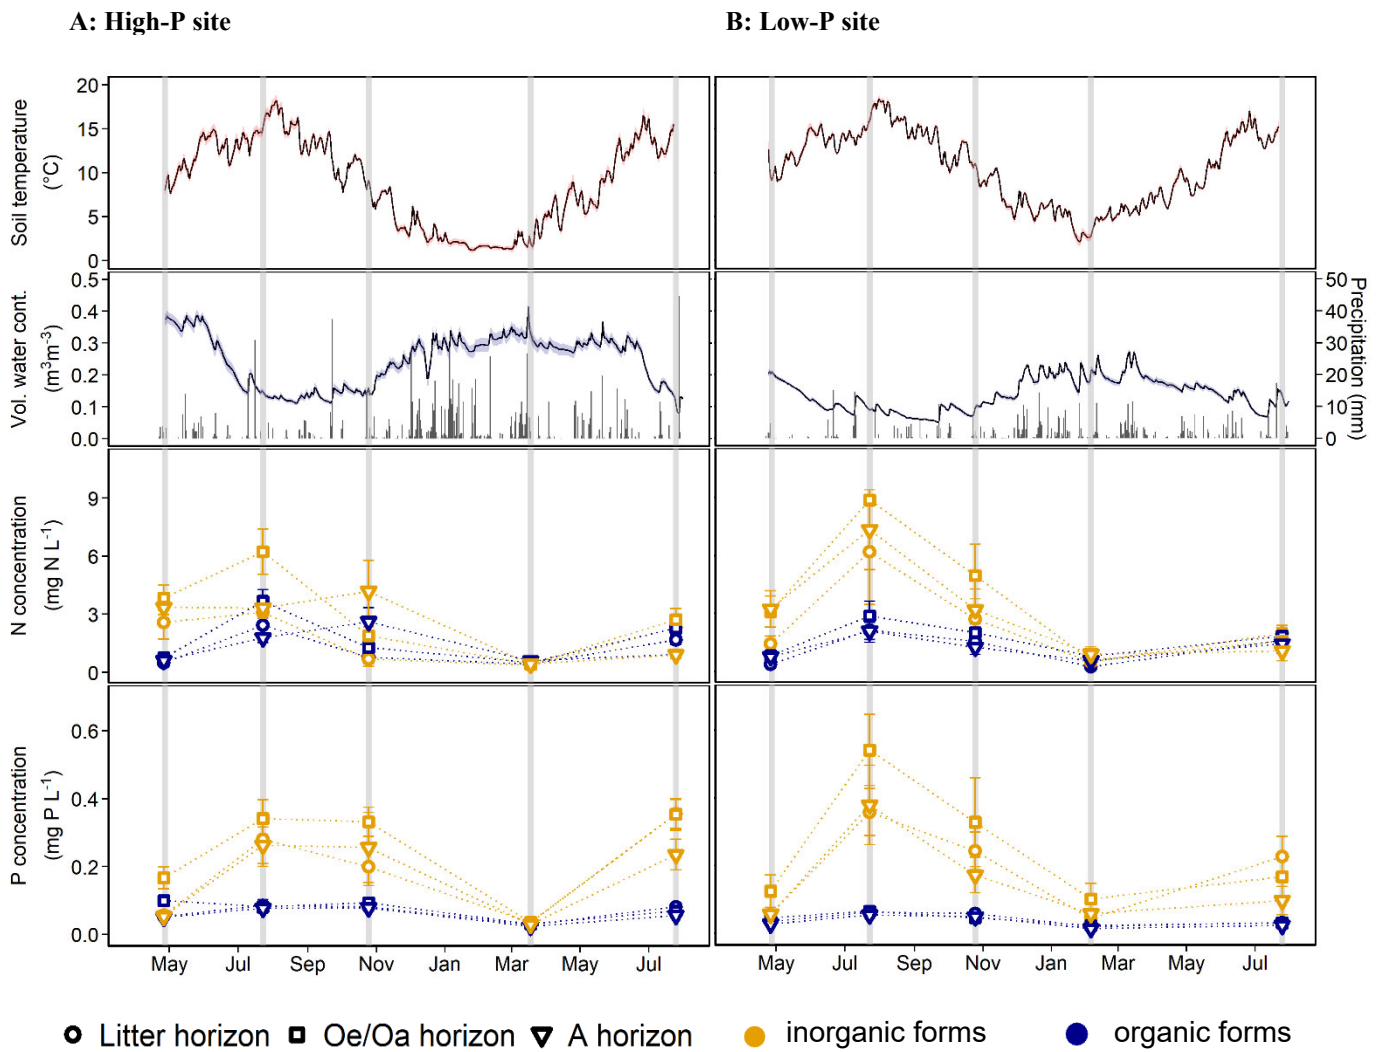 A: High-P site
B: Low-P site
Soil temperature
(°C)
20
15
10
5
0
Vol. water cont.
(m³m⁻³)
0.5
0.4
0.3
0.2
0.1
0.0
50
40
30
20
10
0
Precipitation (mm)
N concentration
(mg N L⁻¹)
9
6
3
0
P concentration
(mg P L⁻¹)
0.6
0.4
0.2
0.0
May Jul Sep Nov Jan Mar May Jul
May Jul Sep Nov Jan Mar May Jul
Litter horizon Oe/Oa horizon A horizon inorganic forms organic forms